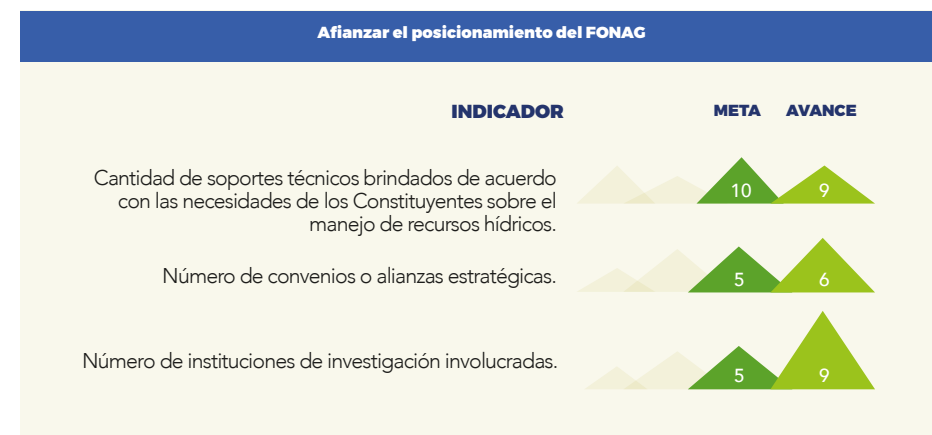 Afianzar el posicionamiento del FONAG
INDICADOR META AVANCE
Cantidad de soportes técnicos brindados de acuerdo
con las necesidades de los Constituyentes sobre el
manejo de recursos hídricos.
10 9
Número de convenios o alianzas estratégicas. 5 6
Número de instituciones de investigación involucradas. 5 9